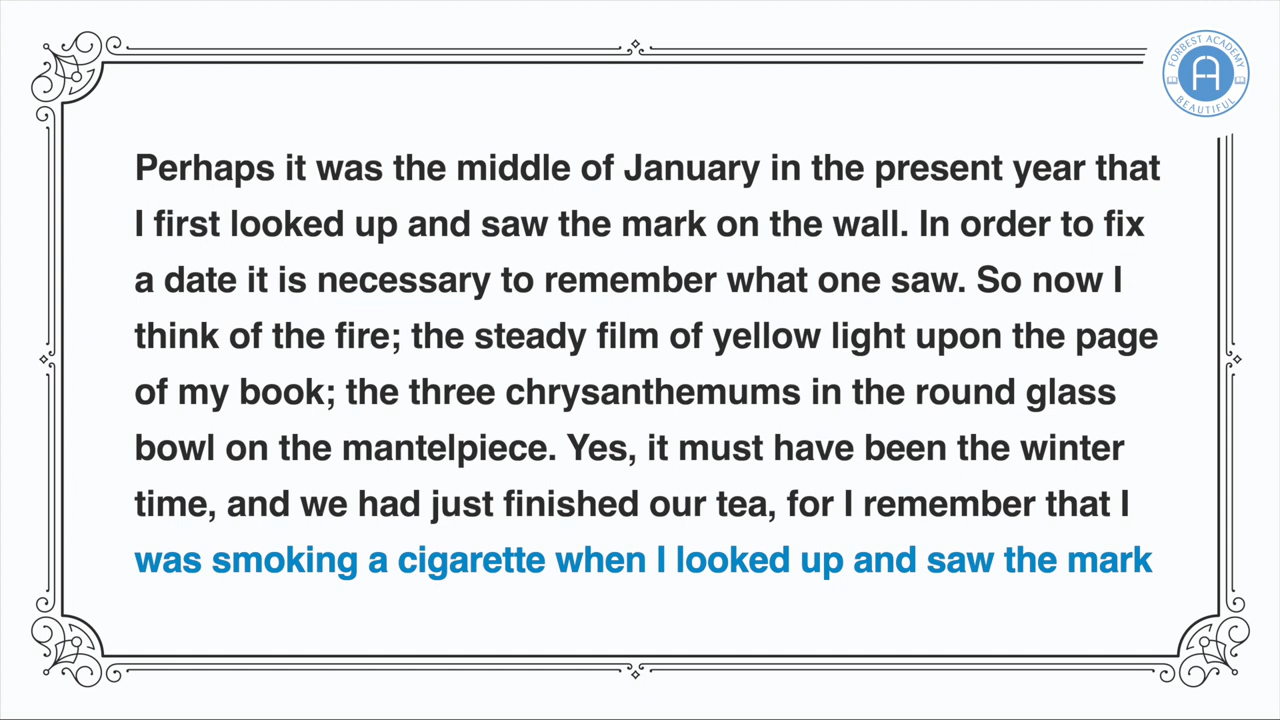 FORBEST ACADEMY
A
BEAUTIFUL
Perhaps it was the middle of January in the present year that
I first looked up and saw the mark on the wall. In order to fix
a date it is necessary to remember what one saw. So now I
think of the fire; the steady film of yellow light upon the page
of my book; the three chrysanthemums in the round glass
bowl on the mantelpiece. Yes, it must have been the winter
time, and we had just finished our tea, for I remember that I
was smoking a cigarette when I looked up and saw the mark